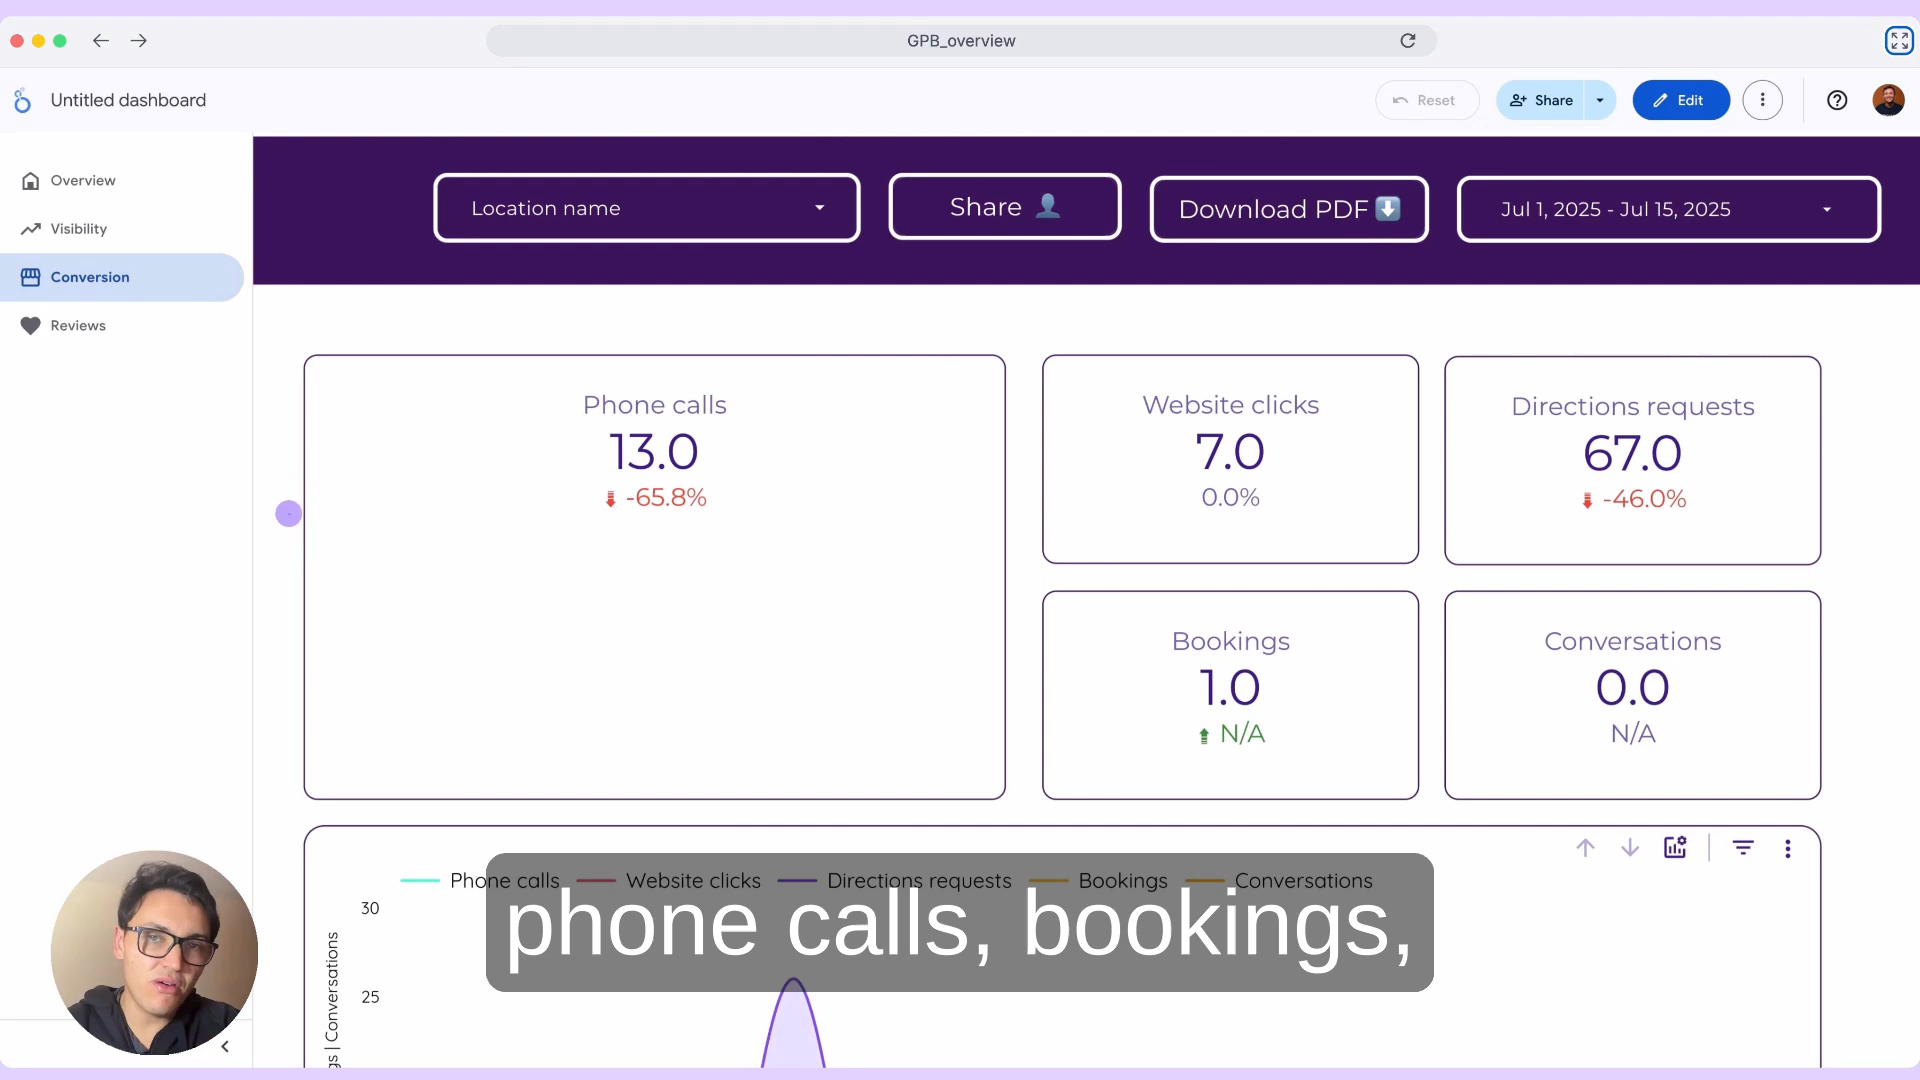 GPB_overview
Untitled dashboard
Reset
Share
Edit
Overview
Visibility
Conversion
Reviews
Location name
Share
Download PDF
Jul 1, 2025 - Jul 15, 2025
Phone calls
13.0
-65.8%
Website clicks
7.0
0.0%
Directions requests
67.0
-46.0%
Bookings
1.0
N/A
Conversations
0.0
N/A
Phone calls Website clicks Directions requests Bookings Conversations
30
25
gs | Conversations
phone calls, bookings,